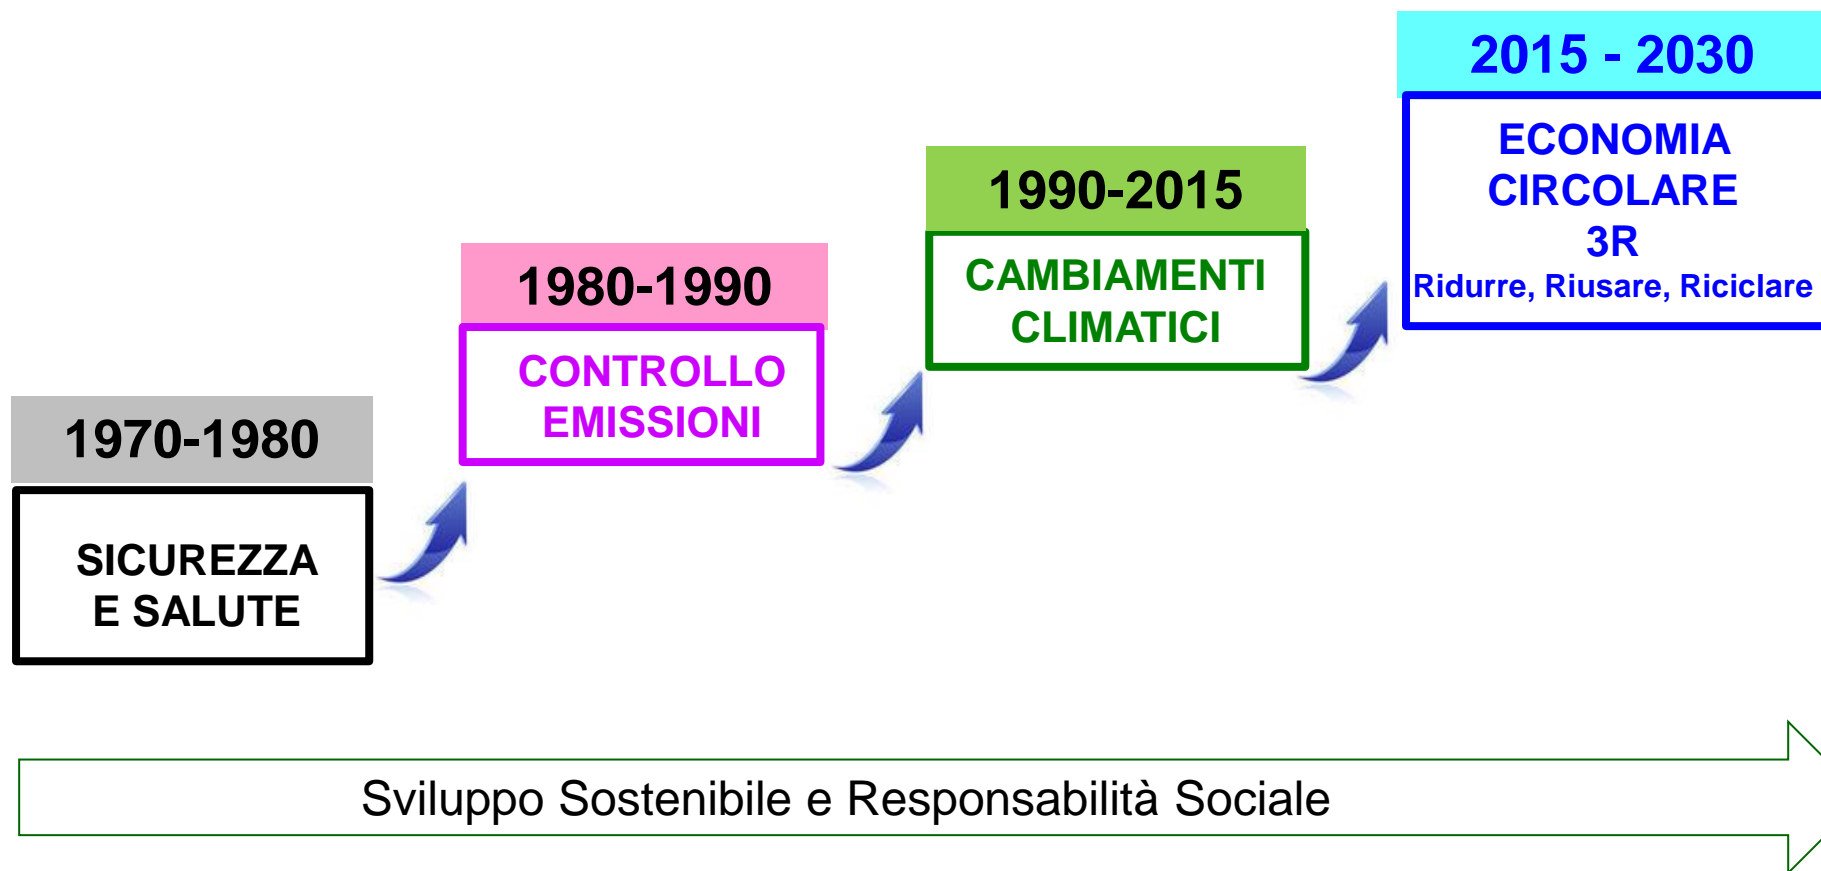 1970-1980
SICUREZZA
E SALUTE
1980-1990
CONTROLLO
EMISSIONI
1990-2015
CAMBIAMENTI
CLIMATICI
2015 - 2030
ECONOMIA
CIRCOLARE
3R
Ridurre, Riusare, Riciclare
Sviluppo Sostenibile e Responsabilità Sociale